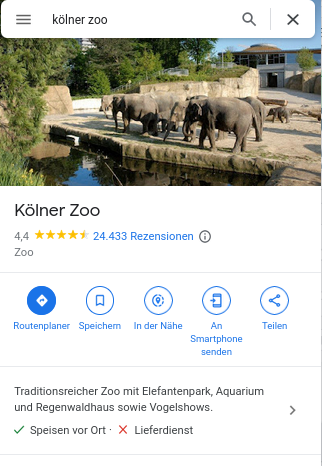 kölner zoo
Kölner Zoo
4,4 24.433 Rezensionen
Zoo
Routenplaner Speichern In der Nähe An Smartphone senden Teilen
Traditionsreicher Zoo mit Elefantenpark, Aquarium
und Regenwaldhaus sowie Vogelshows.
Speisen vor Ort · Lieferdienst